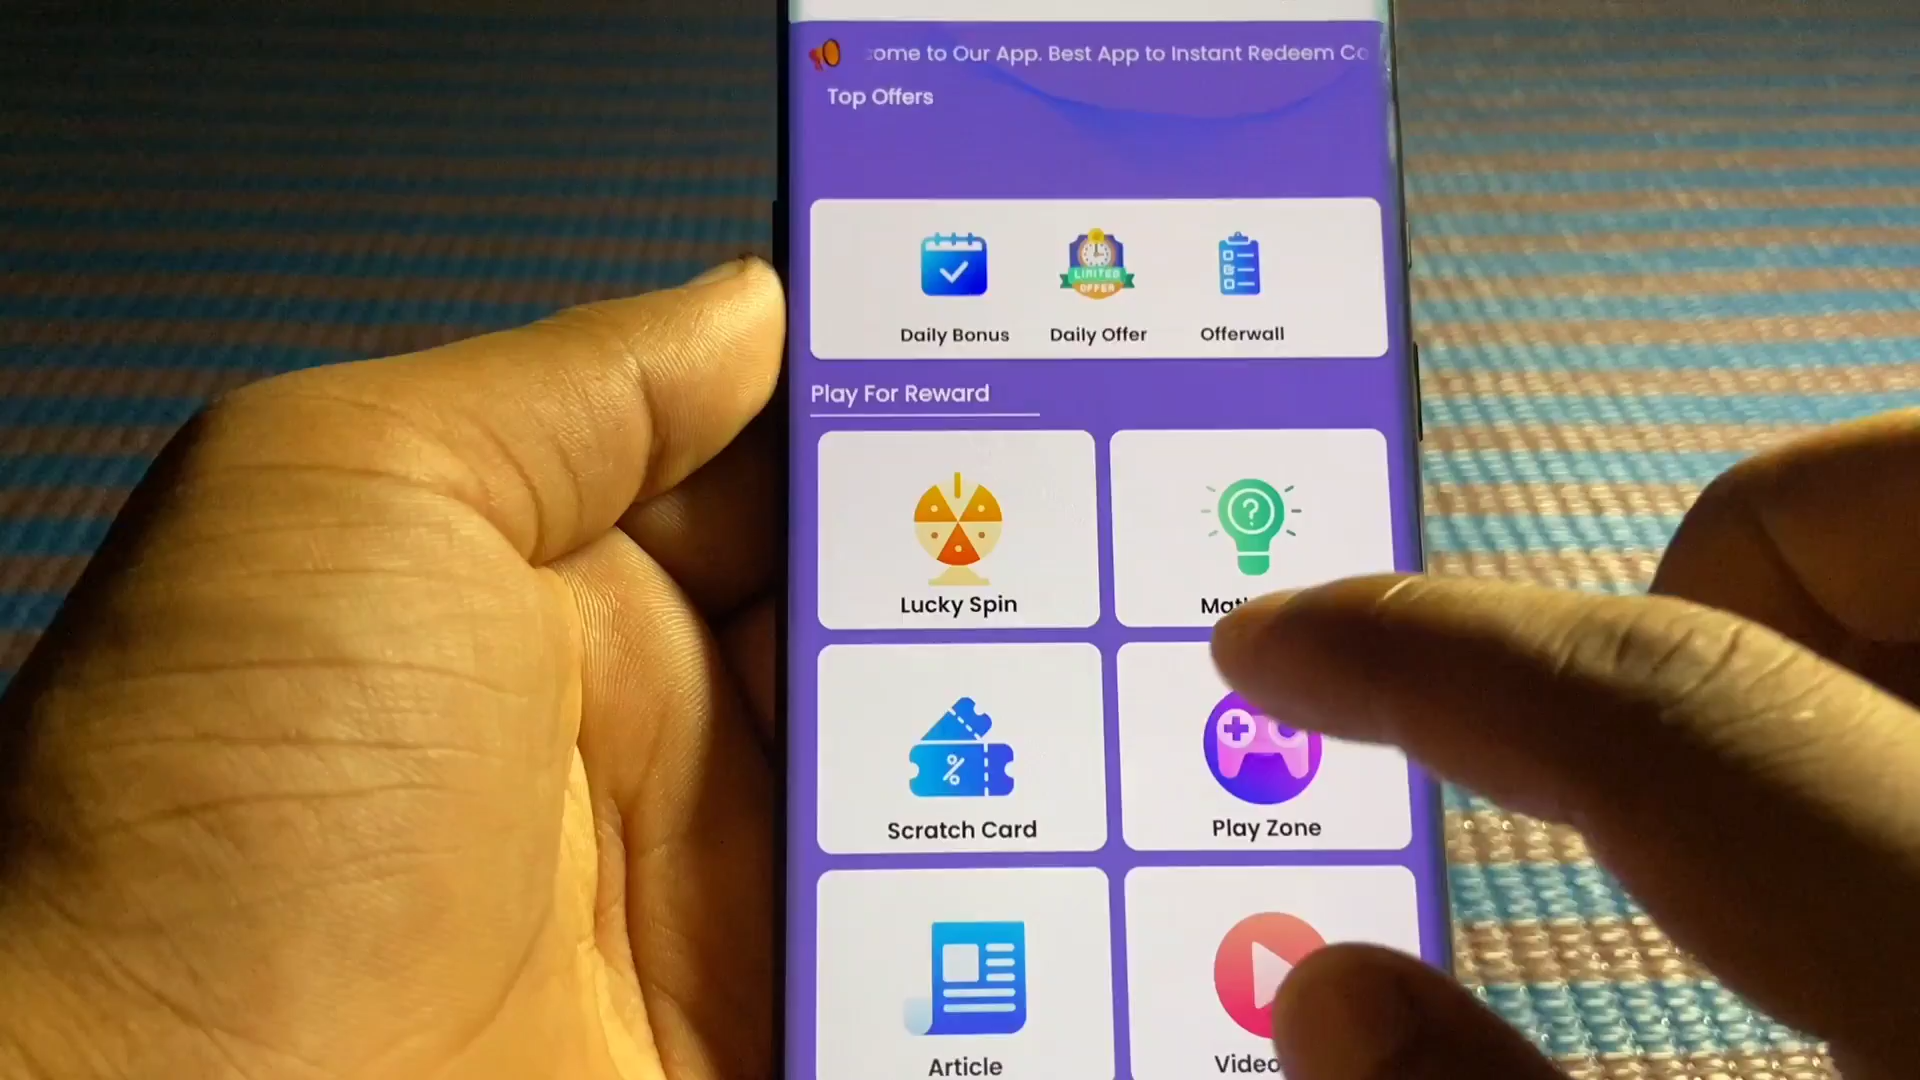 ome to Our App. Best App to Instant Redeem Co
Top Offers
LIMITED
OFFER
Daily Bonus
Daily Offer
Offerwall
Play For Reward
Lucky Spin
Scratch Card
Play Zone
Article
Video